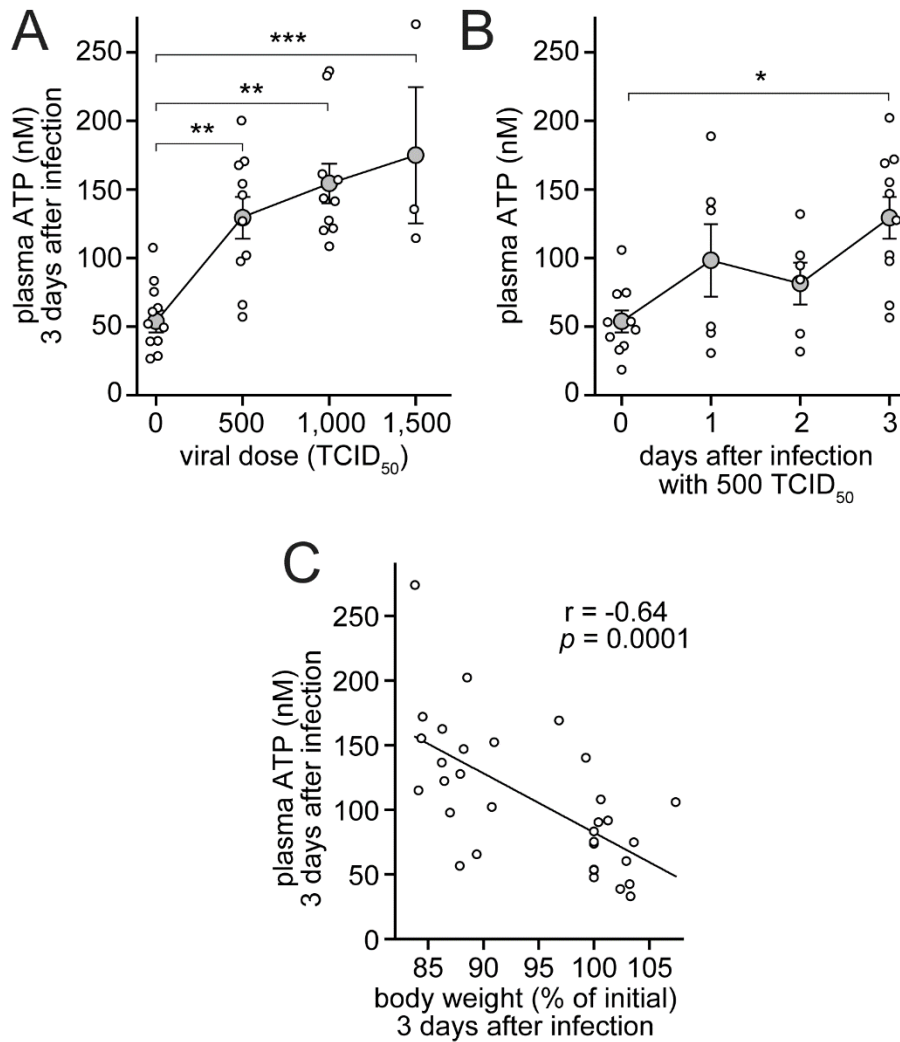 A
plasma ATP (nM)
3 days after infection
250
200
150
100
50
0
***
**
**
0 500 1,000 1,500
viral dose (TCID50)
B
plasma ATP (nM)
250
200
150
100
50
0
*
0 1 2 3
days after infection
with 500 TCID50
C
plasma ATP (nM)
3 days after infection
250
200
150
100
50
0
r = -0.64
p = 0.0001
85 90 95 100 105
body weight (% of initial)
3 days after infection